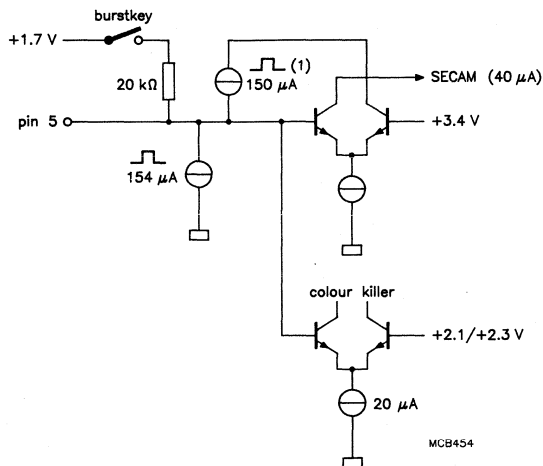 burstkey
+1.7 V
20 kΩ
(1)
150 μA
SECAM (40 μA)
pin 5
+3.4 V
154 μA
colour killer
+2.1/+2.3 V
20 μA
MCB454